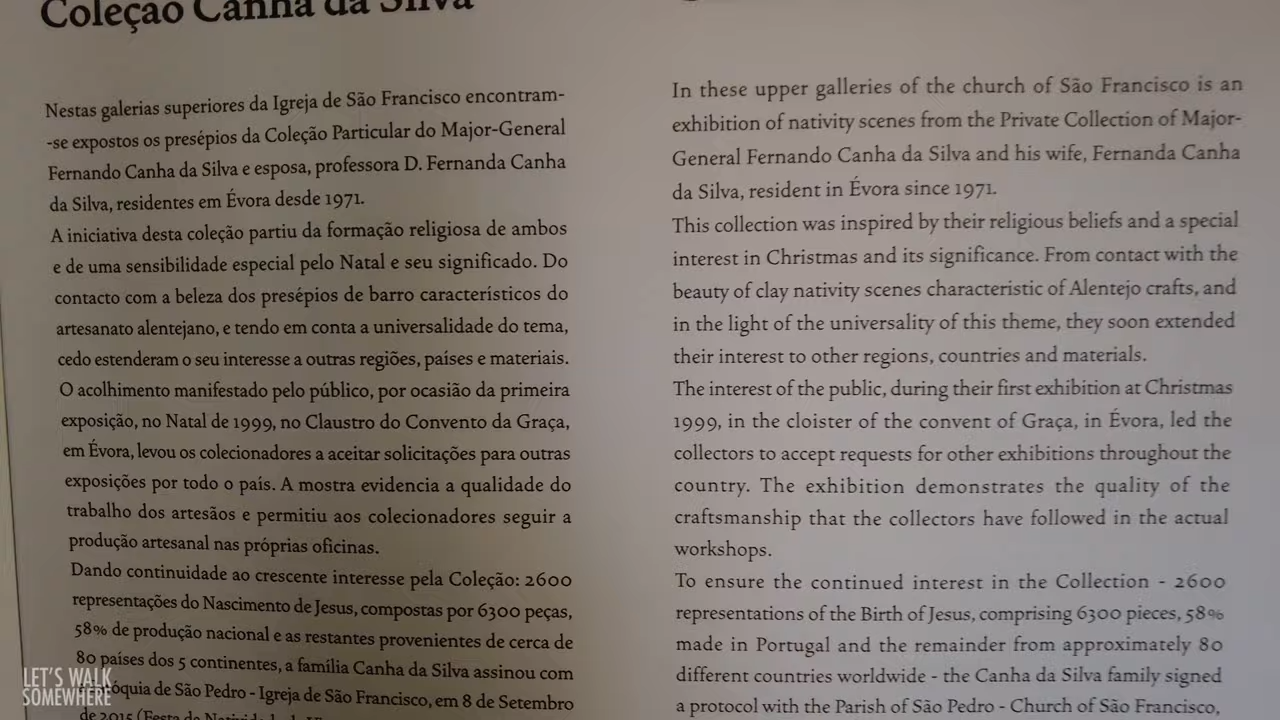 Coleção Canha da Silva
Nestas galerias superiores da Igreja de São Francisco encontram-
-se expostos os presépios da Coleção Particular do Major-General
Fernando Canha da Silva e esposa, professora D. Fernanda Canha
da Silva, residentes em Évora desde 1971.
A iniciativa desta coleção partiu da formação religiosa de ambos
e de uma sensibilidade especial pelo Natal e seu significado. Do
contacto com a beleza dos presépios de barro característicos do
artesanato alentejano, e tendo em conta a universalidade do tema,
cedo estenderam o seu interesse a outras regiões, países e materiais.
O acolhimento manifestado pelo público, por ocasião da primeira
exposição, no Natal de 1999, no Claustro do Convento da Graça,
em Évora, levou os colecionadores a aceitar solicitações para outras
exposições por todo o país. A mostra evidencia a qualidade do
trabalho dos artesãos e permitiu aos colecionadores seguir a
produção artesanal nas próprias oficinas.
Dando continuidade ao crescente interesse pela Coleção: 2600
representações do Nascimento de Jesus, compostas por 6300 peças,
58% de produção nacional e as restantes provenientes de cerca de
80 países dos 5 continentes, a família Canha da Silva assinou com
de São Pedro - Igreja de São Francisco, em 8 de Setembro
de 2015 (Festa da
In these upper galleries of the church of São Francisco is an
exhibition of nativity scenes from the Private Collection of Major-
General Fernando Canha da Silva and his wife, Fernanda Canha
da Silva, resident in Évora since 1971.
This collection was inspired by their religious beliefs and a special
interest in Christmas and its significance. From contact with the
beauty of clay nativity scenes characteristic of Alentejo crafts, and
in the light of the universality of this theme, they soon extended
their interest to other regions, countries and materials.
The interest of the public, during their first exhibition at Christmas
1999, in the cloister of the convent of Graça, in Évora, led the
collectors to accept requests for other exhibitions throughout the
country. The exhibition demonstrates the quality of the
craftsmanship that the collectors have followed in the actual
workshops.
To ensure the continued interest in the Collection - 2600
representations of the Birth of Jesus, comprising 6300 pieces, 58%
made in Portugal and the remainder from approximately 80
different countries worldwide - the Canha da Silva family signed
a protocol with the Parish of São Pedro - Church of São Francisco,
LET'S WALK
SOMEWHERE